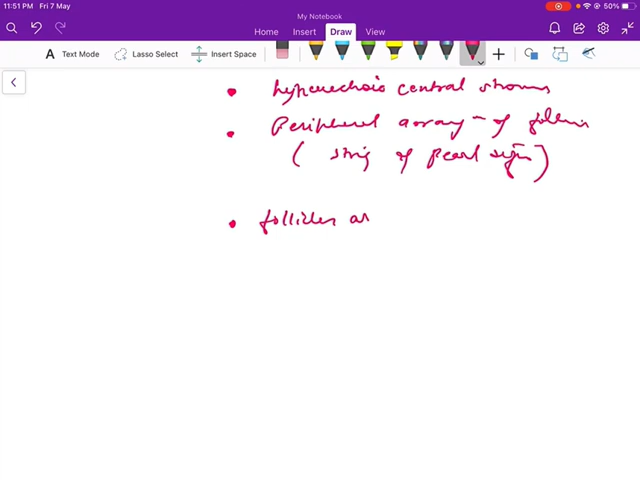 11:51 PM Fri 7 May
50%
My Notebook
Home Insert Draw View
Text Mode Lasso Select Insert Space
hyperechoic central stroma
Peripheral array of follicles
( string of pearl sign )
follicles ar